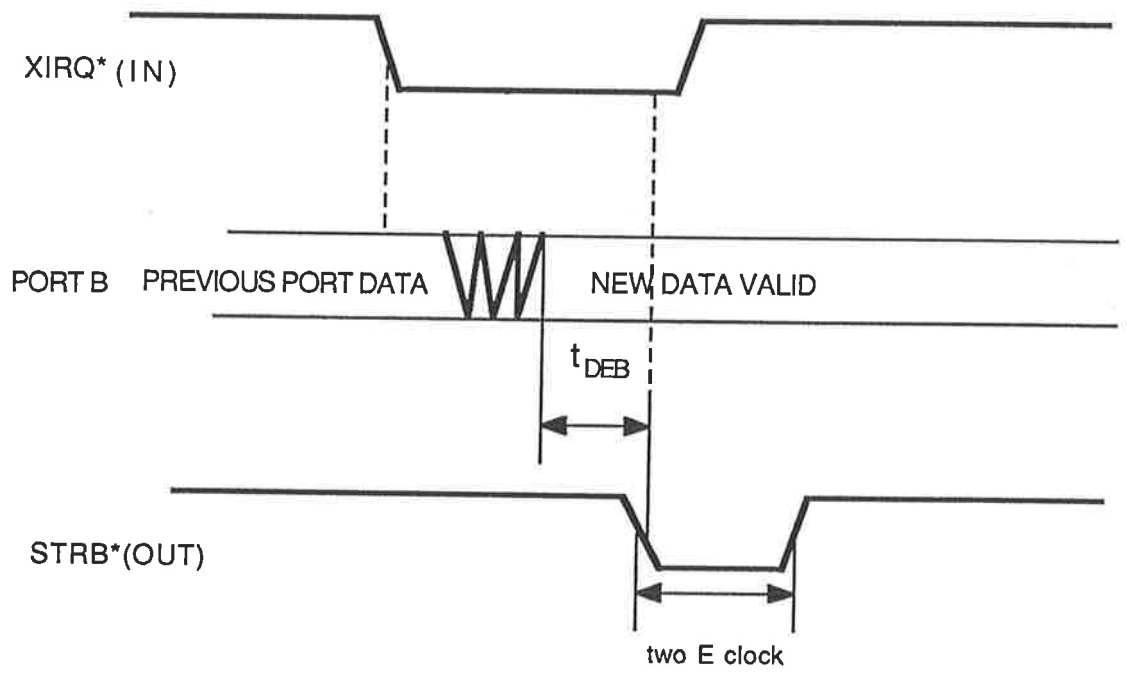 XIRQ* (IN)
PORT B PREVIOUS PORT DATA NEW DATA VALID
tDEB
STRB*(OUT)
two E clock